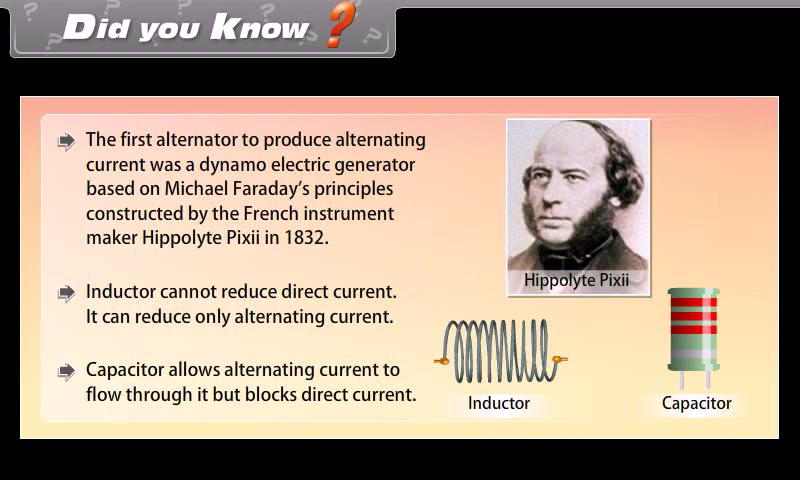 Did you Know ?
The first alternator to produce alternating
current was a dynamo electric generator
based on Michael Faraday's principles
constructed by the French instrument
maker Hippolyte Pixii in 1832.
Hippolyte Pixii
Inductor cannot reduce direct current.
It can reduce only alternating current.
Capacitor allows alternating current to
flow through it but blocks direct current.
Inductor
Capacitor